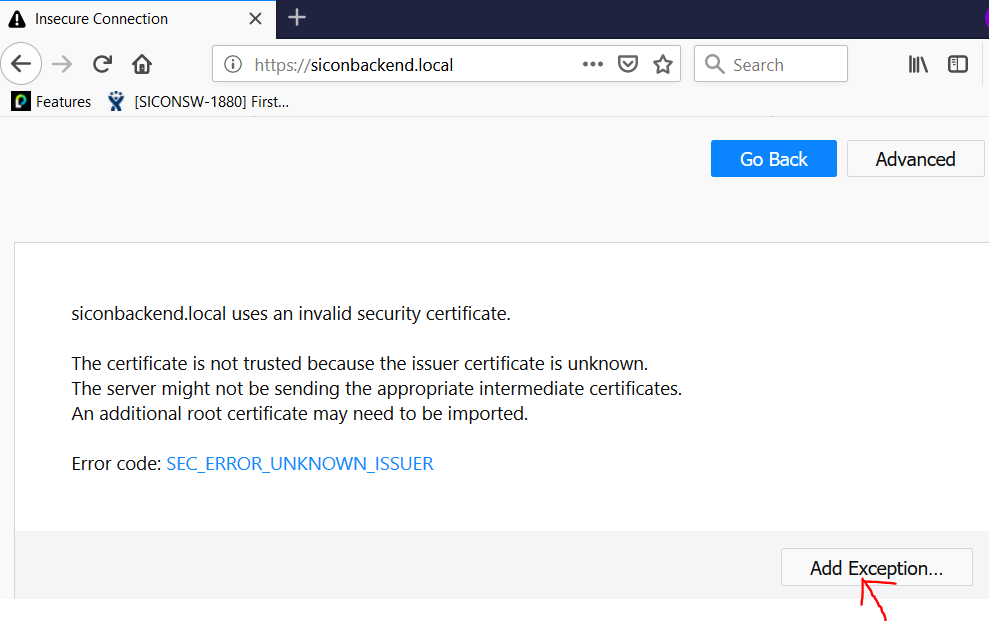 Insecure Connection
https://siconbackend.local
Search
Features
[SICONSW-1880] First...
Go Back
Advanced
siconbackend.local uses an invalid security certificate.
The certificate is not trusted because the issuer certificate is unknown.
The server might not be sending the appropriate intermediate certificates.
An additional root certificate may need to be imported.
Error code: SEC_ERROR_UNKNOWN_ISSUER
Add Exception...